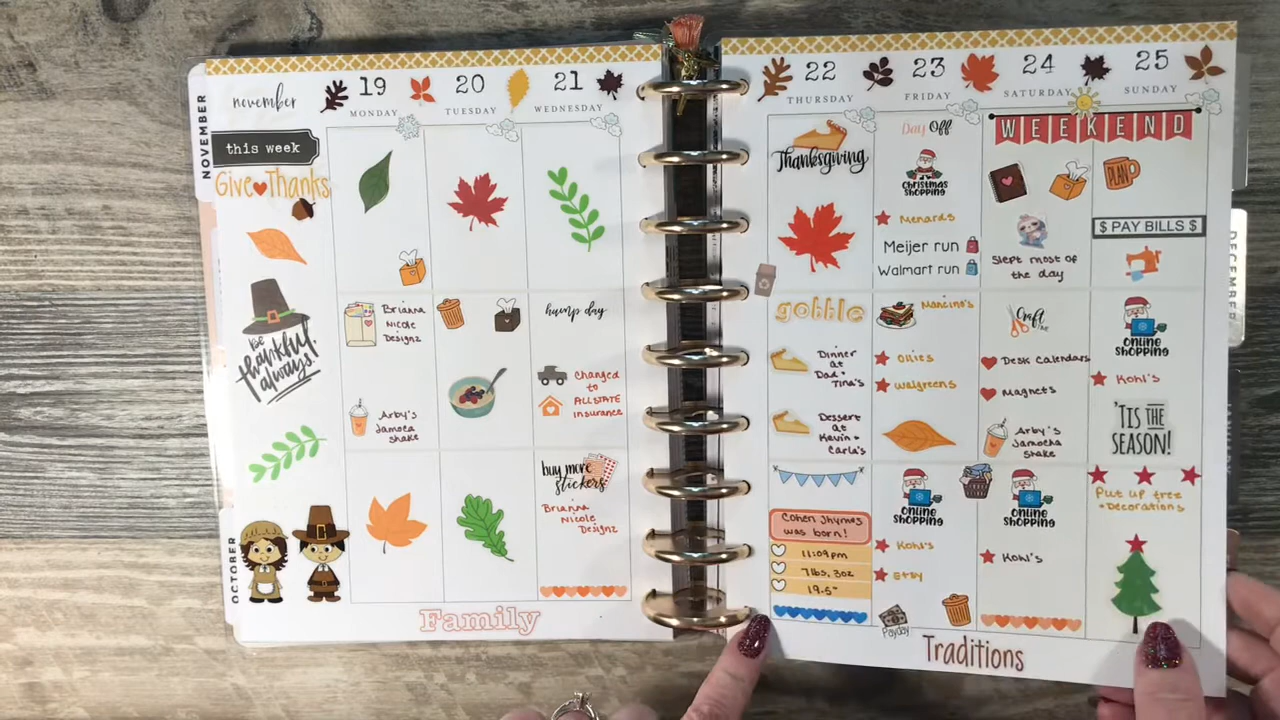 NOVEMBER
november
this week
Give Thanks
be
thankful
always.
OCTOBER
19
MONDAY
Brianna
Nicole
Designz
Arby's
Jamoca
Shake
20
TUESDAY
21
WEDNESDAY
hump day
Changed
to
ALLSTATE
insurance
buy more
stickers
Brianna
Nicole
Designz
Family
22
THURSDAY
Thanksgiving
gobble
Dinner
at
Dad +
Tina's
Dessert
at
Kevin +
Carla's
Cohen Jhymes
was born!
11:09pm
7lbs, 3oz
19.5"
23
FRIDAY
Day Off
CHRISTMAS
SHOPPING
Menards
Meijer run
Walmart run
Mancino's
Ollies
Walgreens
ONLINE
SHOPPING
Kohl's
Etsy
Payday
24
SATURDAY
25
SUNDAY
WEEKEND
Slept most of
the day
Craft
Desk Calendars
Magnets
Arby's
Jamocha
Shake
ONLINE
SHOPPING
Kohl's
PLAN
$ PAY BILLS $
ONLINE
SHOPPING
Kohl's
'TIS THE
SEASON!
Put up tree
+ Decorations
Traditions
DECEMBER